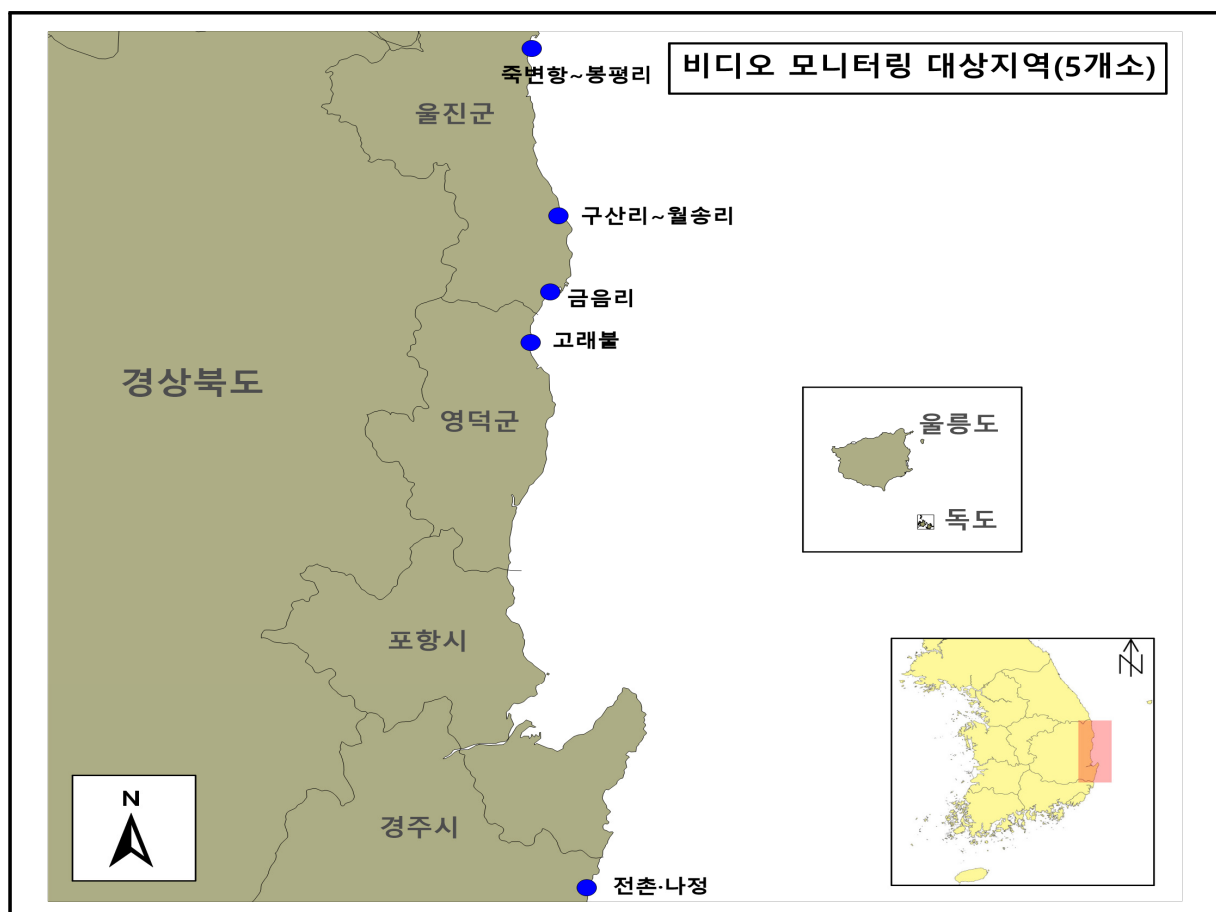 비디오 모니터링 대상지역(5개소)
죽변항~봉평리
울진군
구산리~월송리
금음리
고래불
경상북도
영덕군
울릉도
독도
포항시
N
경주시
전촌·나정
N